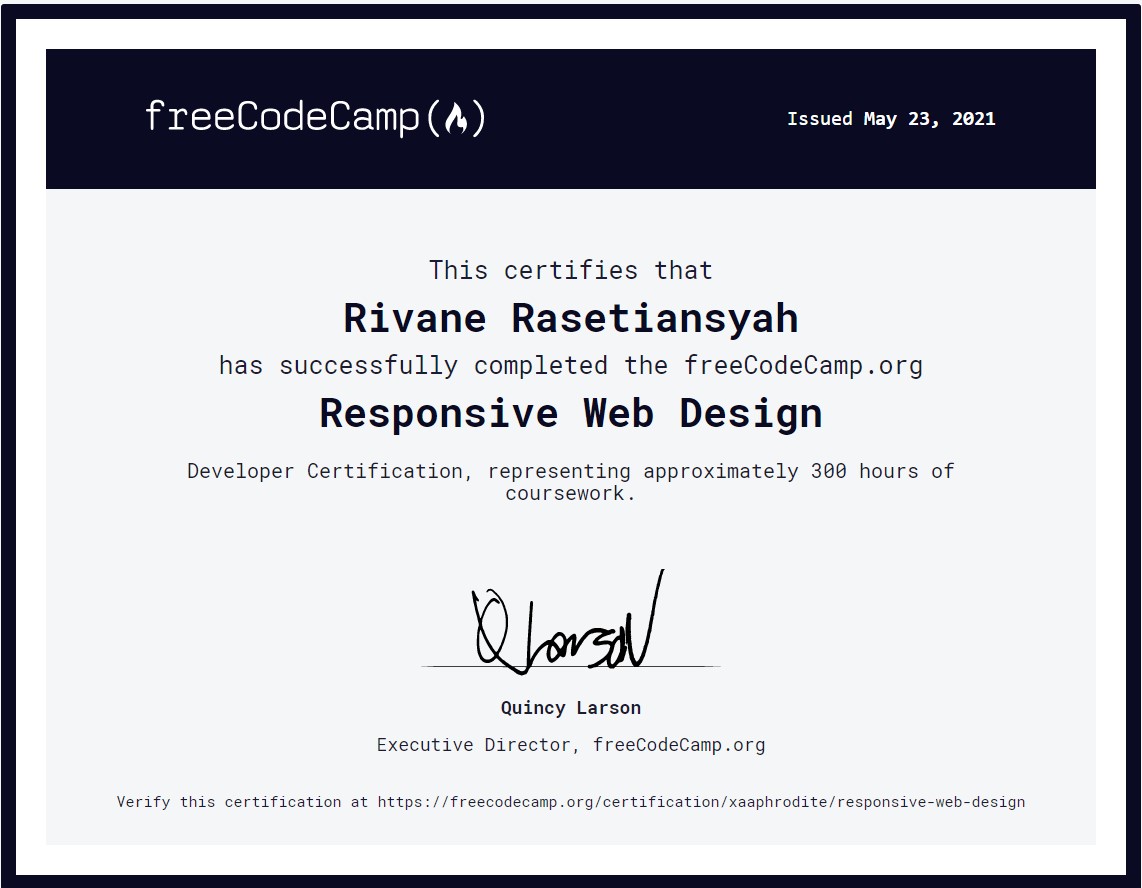 freeCodeCamp(🔥)
Issued May 23, 2021
This certifies that
Rivane Rasetiansyah
has successfully completed the freeCodeCamp.org
Responsive Web Design
Developer Certification, representing approximately 300 hours of
coursework.
Q Larson
Quincy Larson
Executive Director, freeCodeCamp.org
Verify this certification at https://freecodecamp.org/certification/xaaphrodite/responsive-web-design